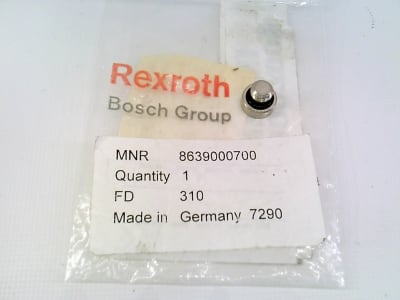 Rexroth
Bosch Group
MNR 8639000700
Quantity 1
FD 310
Made in Germany 7290